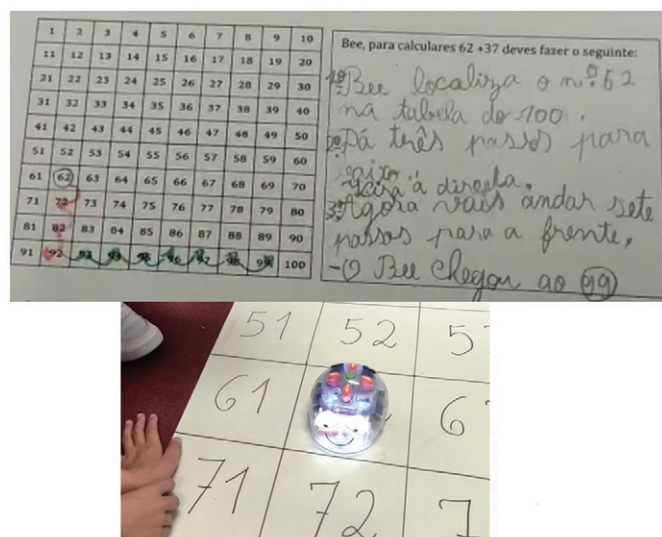 1 2 3 4 5 6 7 8 9 10
11 12 13 14 15 16 17 18 19 20
21 22 23 24 25 26 27 28 29 30
31 32 33 34 35 36 37 38 39 40
41 42 43 44 45 46 47 48 49 50
51 52 53 54 55 56 57 58 59 60
61 62 63 64 65 66 67 68 69 70
71 72 73 74 75 76 77 78 79 80
81 82 83 84 85 86 87 88 89 90
91 92 93 94 95 96 97 98 99 100
Bee, para calculares 62 +37 deves fazer o seguinte:
1º Bee localiza o nº 62
na tabela do 100.
2º Dá três passos para
baixo.
Vira á direita.
3º Agora vais andar sete
passos para a frente,
- O Bee chegou ao 99
51 52 5
61 6
71 72 7